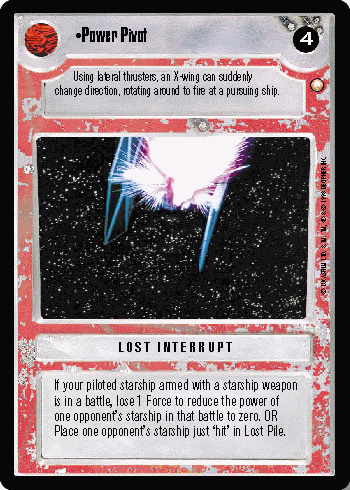 •Power Pivot
4
Using lateral thrusters, an X-wing can suddenly
change direction, rotating around to fire at a pursuing ship.
LOST INTERRUPT
If your piloted starship armed with a starship weapon
is in a battle, lose 1 Force to reduce the power of
one opponent's starship in that battle to zero. OR
Place one opponent's starship just 'hit' in Lost Pile.